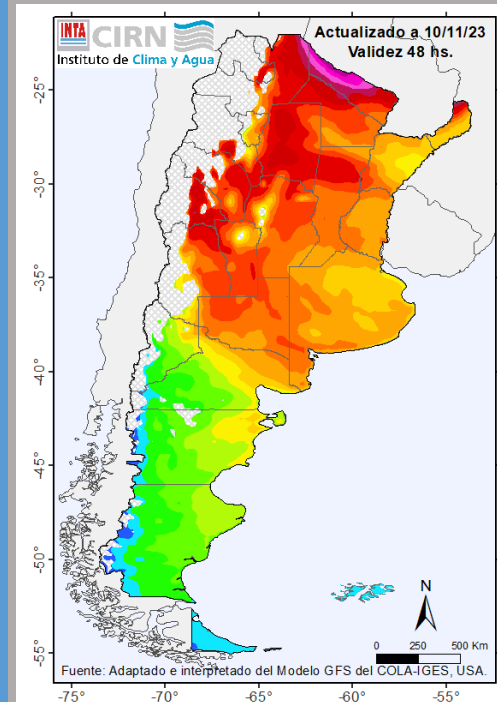 INTA CIRN
Instituto de Clima y Agua
Actualizado a 10/11/23
Validez 48 hs.
-25°
-30°
-35°
-40°
-45°
-50°
-55°
N
0 250 500 Km
Fuente: Adaptado e interpretado del Modelo GFS del COLA-IGES, USA.
-75° -70° -65° -60° -55°